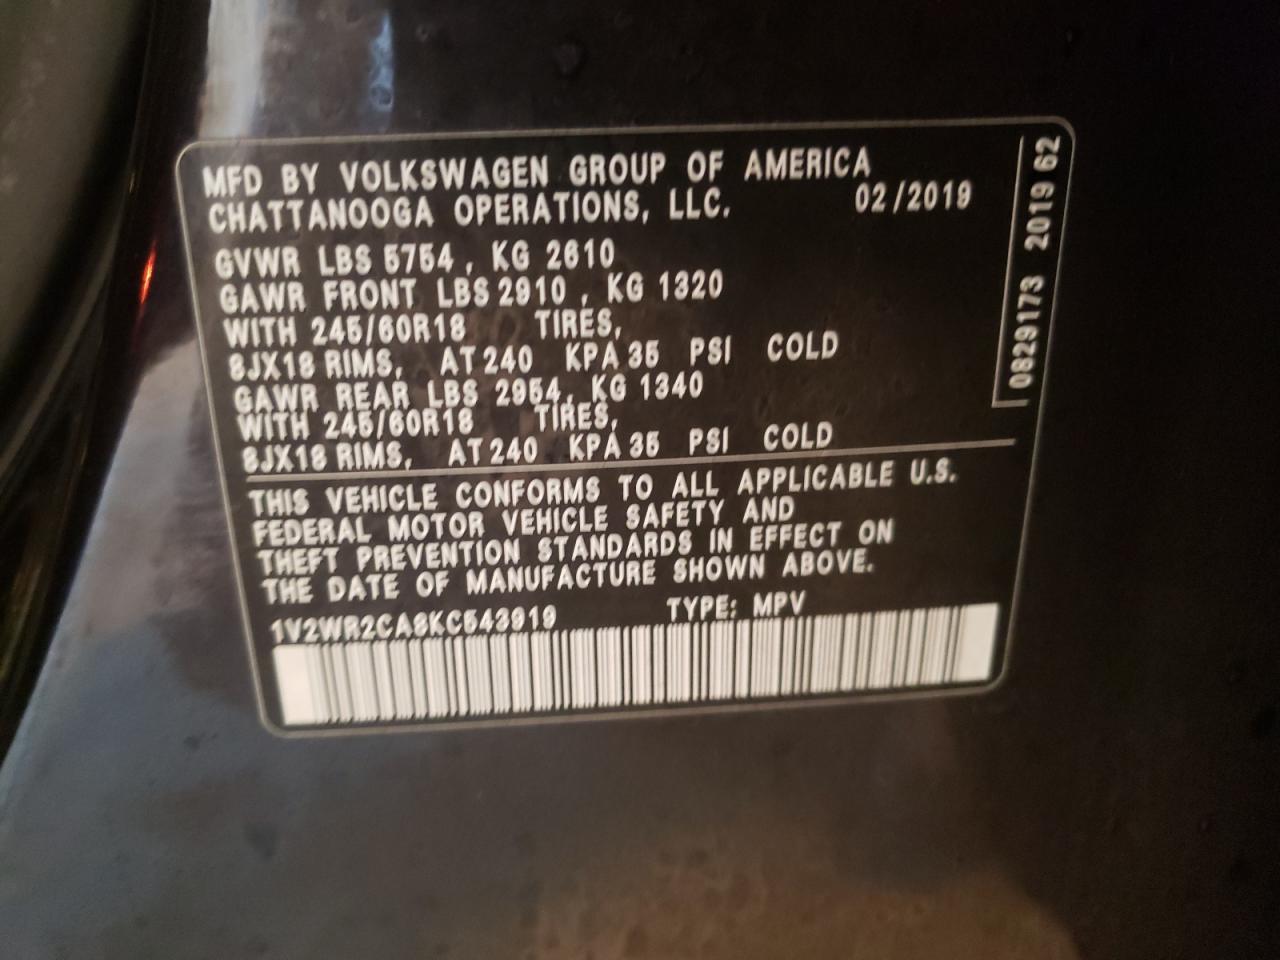 MFD BY VOLKSWAGEN GROUP OF AMERICA
CHATTANOOGA OPERATIONS, LLC. 02/2019
GVWR LBS 5754, KG 2610
GAWR FRONT LBS 2910, KG 1320
WITH 245/60R18 TIRES,
8JX18 RIMS, AT 240 KPA 35 PSI COLD
GAWR REAR LBS 2954, KG 1340
WITH 245/60R18 TIRES,
8JX18 RIMS, AT 240 KPA 35 PSI COLD
THIS VEHICLE CONFORMS TO ALL APPLICABLE U.S.
FEDERAL MOTOR VEHICLE SAFETY AND
THEFT PREVENTION STANDARDS IN EFFECT ON
THE DATE OF MANUFACTURE SHOWN ABOVE.
1V2WR2CA8KC543919 TYPE: MPV
0829173 2019 62